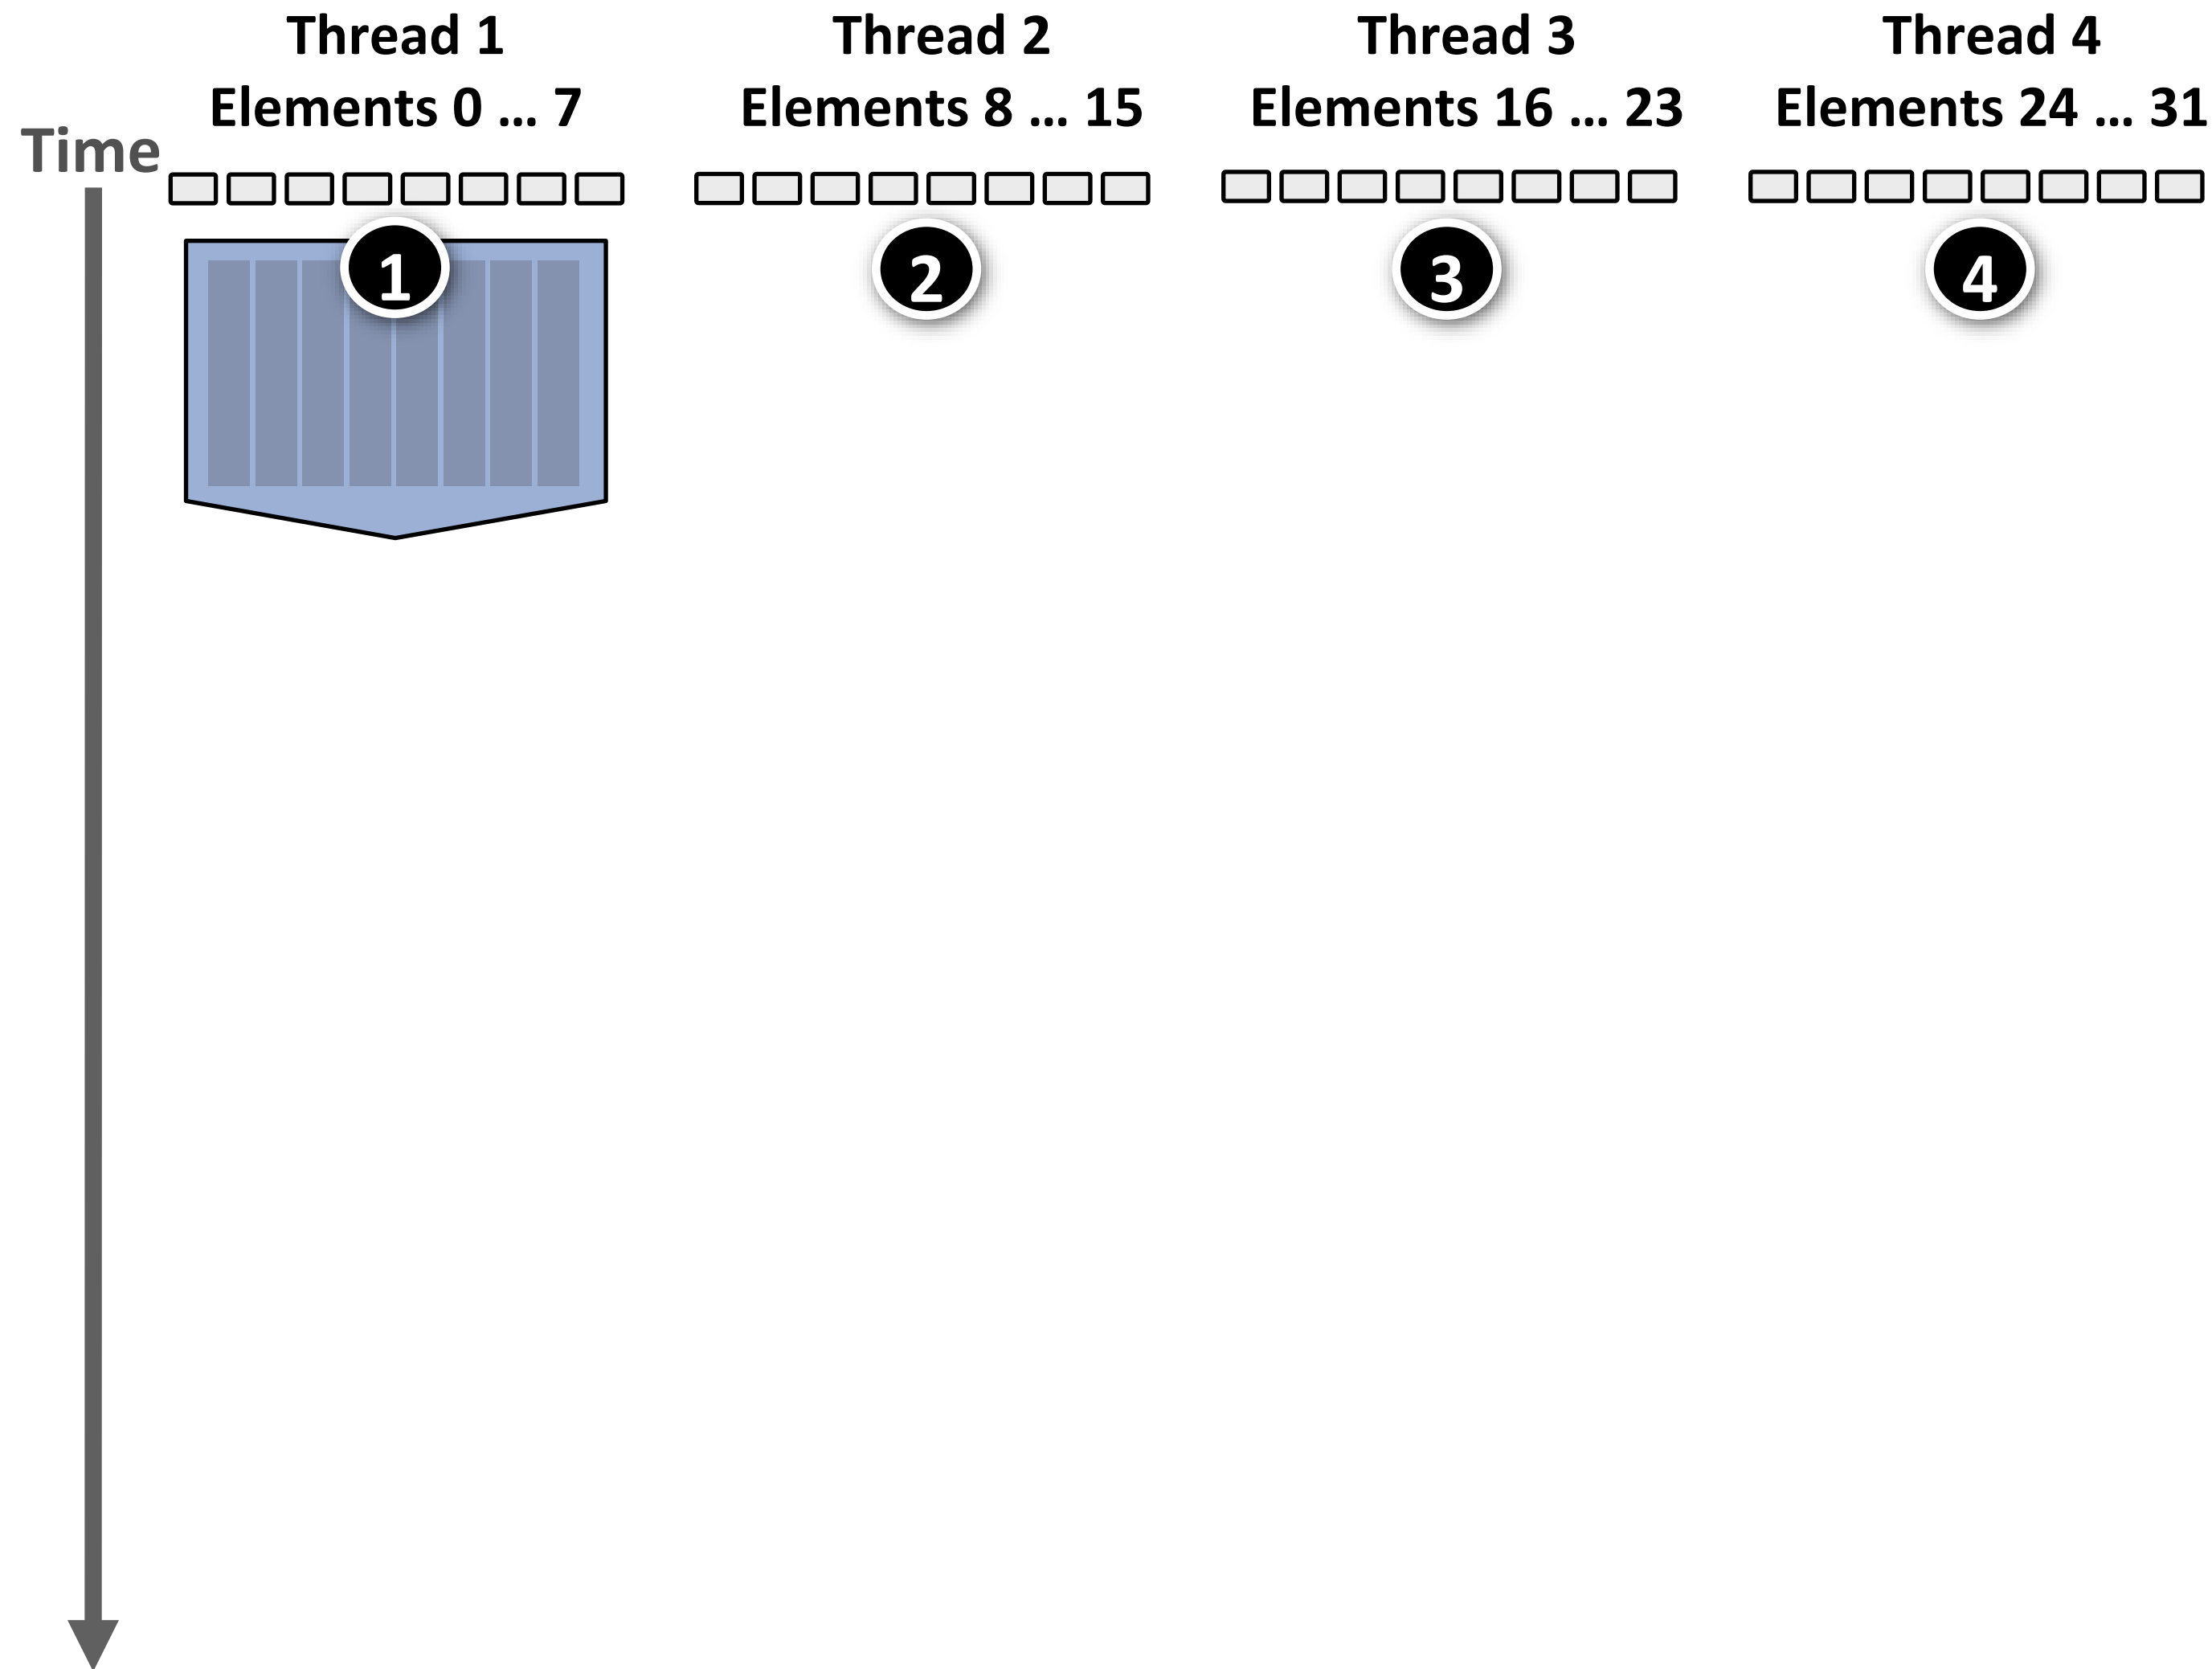 Thread 1
Elements 0 ... 7
Thread 2
Elements 8 ... 15
Thread 3
Elements 16 ... 23
Thread 4
Elements 24 ... 31
Time
1
2
3
4